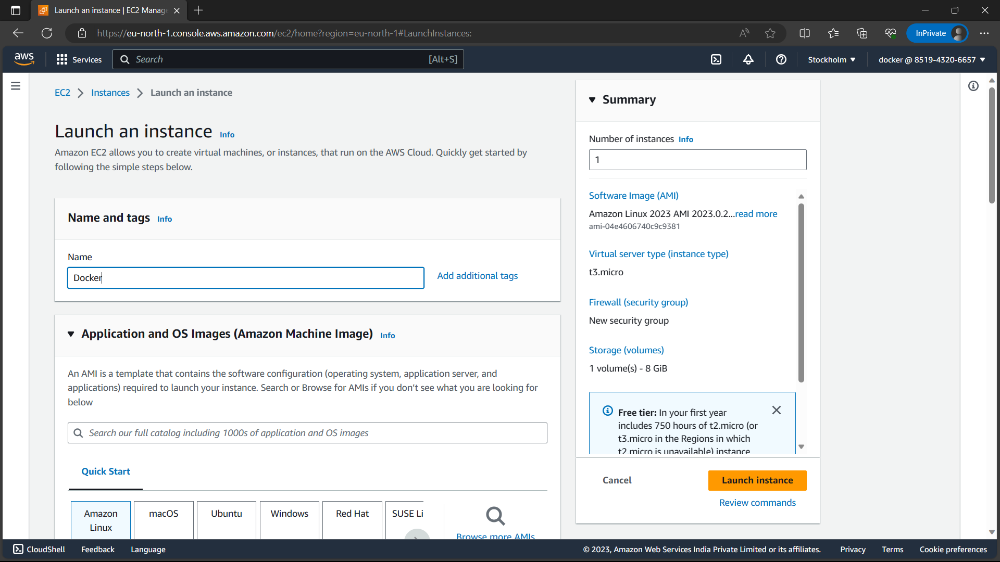 Launch an instance | EC2 Manage
https://eu-north-1.console.aws.amazon.com/ec2/home?region=eu-north-1#LaunchInstances:
InPrivate
aws
Services
Search
[Alt+S]
Stockholm
docker @ 8519-4320-6657
EC2
Instances
Launch an instance
Launch an instance
Info
Amazon EC2 allows you to create virtual machines, or instances, that run on the AWS Cloud. Quickly get started by
following the simple steps below.
Name and tags
Info
Name
Docker
Add additional tags
Application and OS Images (Amazon Machine Image)
Info
An AMI is a template that contains the software configuration (operating system, application server, and
applications) required to launch your instance. Search or Browse for AMIs if you don't see what you are looking for
below
Search our full catalog including 1000s of application and OS images
Quick Start
Amazon
Linux
macOS
Ubuntu
Windows
Red Hat
SUSE Li
Browse more AMIs
Summary
Number of instances
Info
1
Software Image (AMI)
Amazon Linux 2023 AMI 2023.0.2...read more
ami-04e4606740c9c9381
Virtual server type (instance type)
t3.micro
Firewall (security group)
New security group
Storage (volumes)
1 volume(s) - 8 GiB
Free tier: In your first year
includes 750 hours of t2.micro (or
t3.micro in the Regions in which
t2.micro is unavailable) instance
Cancel
Launch instance
Review commands
CloudShell
Feedback
Language
© 2023, Amazon Web Services India Private Limited or its affiliates.
Privacy
Terms
Cookie preferences